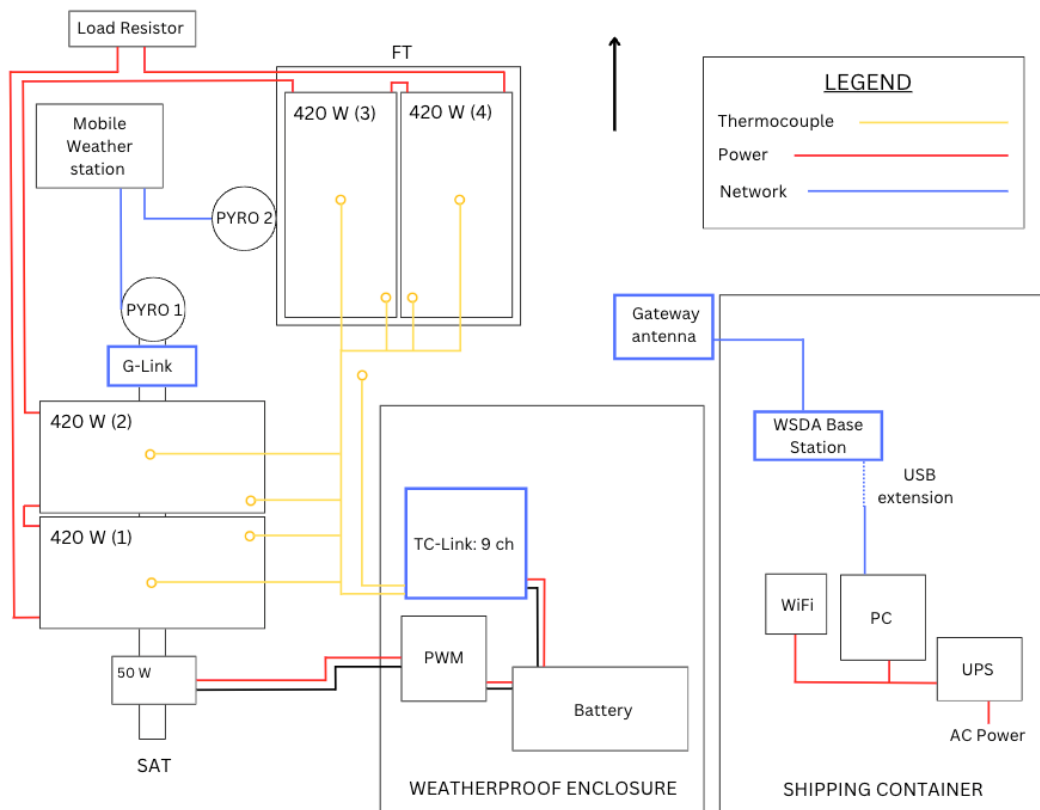 Load Resistor
FT
LEGEND
Thermocouple
Power
Network
420 W (3)
420 W (4)
Mobile
Weather
station
PYRO 2
PYRO 1
G-Link
Gateway
antenna
420 W (2)
WSDA Base
Station
USB
extension
420 W (1)
TC-Link: 9 ch
WiFi
PC
50 W
PWM
UPS
Battery
AC Power
SAT
WEATHERPROOF ENCLOSURE
SHIPPING CONTAINER